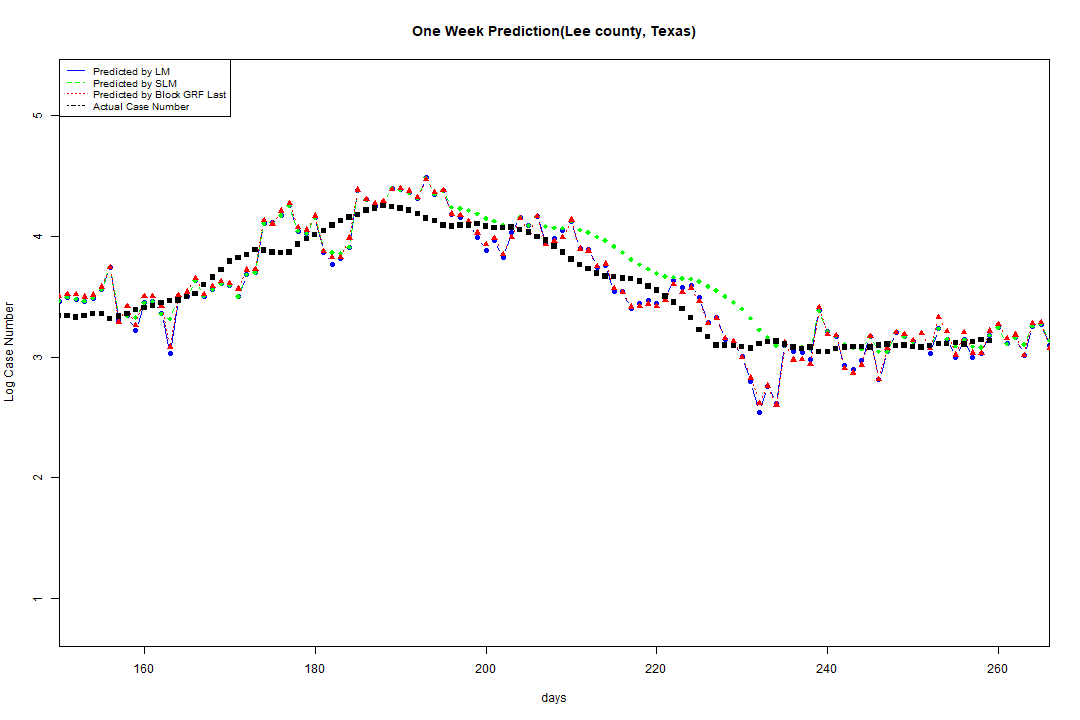 One Week Prediction(Lee county, Texas)
Predicted by LM
Predicted by SLM
Predicted by Block GRF Last
Actual Case Number
5
4
3
2
1
Log Case Number
160 180 200 220 240 260
days